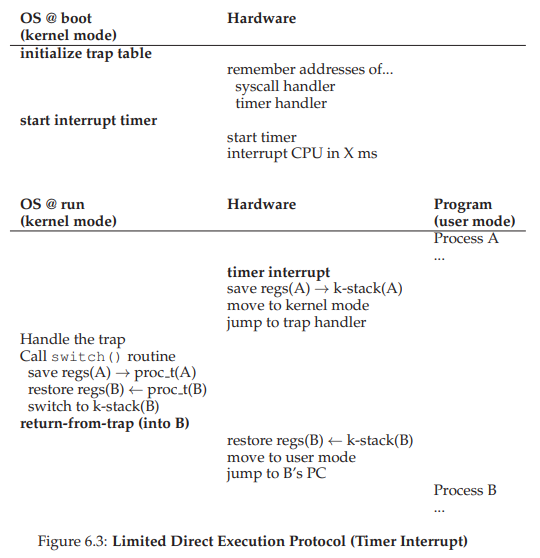 OS @ boot Hardware
(kernel mode)
initialize trap table
remember addresses of...
syscall handler
timer handler
start interrupt timer
start timer
interrupt CPU in X ms
OS @ run Hardware Program
(kernel mode) (user mode)
Process A
...
timer interrupt
save regs(A) → k-stack(A)
move to kernel mode
jump to trap handler
Handle the trap
Call switch() routine
save regs(A) → proc_t(A)
restore regs(B) ← proc_t(B)
switch to k-stack(B)
return-from-trap (into B)
restore regs(B) ← k-stack(B)
move to user mode
jump to B's PC
Process B
...
Figure 6.3: Limited Direct Execution Protocol (Timer Interrupt)